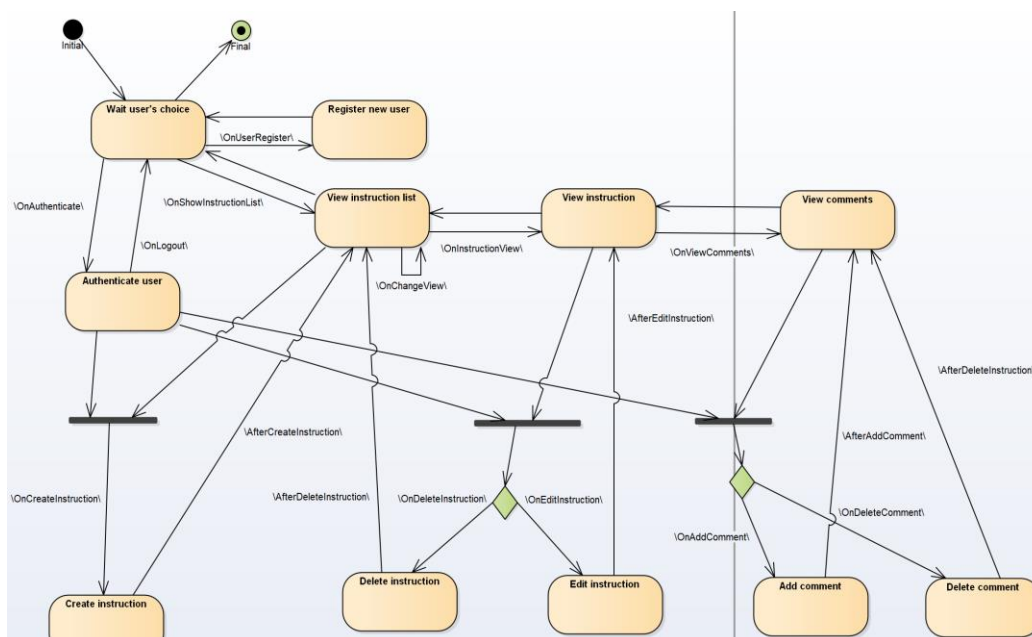 Initial
Final
Wait user's choice
Register new user
\OnUserRegister\
View instruction list
View instruction
View comments
\OnAuthenticate\
\OnShowInstructionList\
\OnLogout\
\OnInstructionView\
\OnViewComments\
\OnChangeView\
Authenticate user
\AfterEditInstruction\
\AfterDeleteInstruction\
\AfterCreateInstruction\
\AfterAddComment\
\OnCreateInstruction\
\AfterDeleteInstruction\
\OnDeleteInstruction\
\OnEditInstruction\
\OnDeleteComment\
\OnAddComment\
Create instruction
Delete instruction
Edit instruction
Add comment
Delete comment